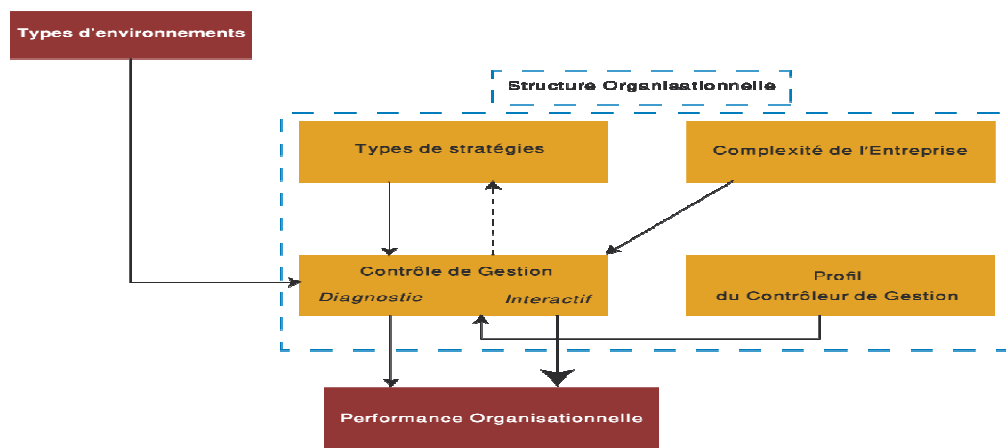 Types d'environnements
Structure Organisationnelle
Types de stratégies
Complexité de l'Entreprise
Contrôle de Gestion
Diagnostic Interactif
Profil
du Contrôleur de Gestion
Performance Organisationnelle